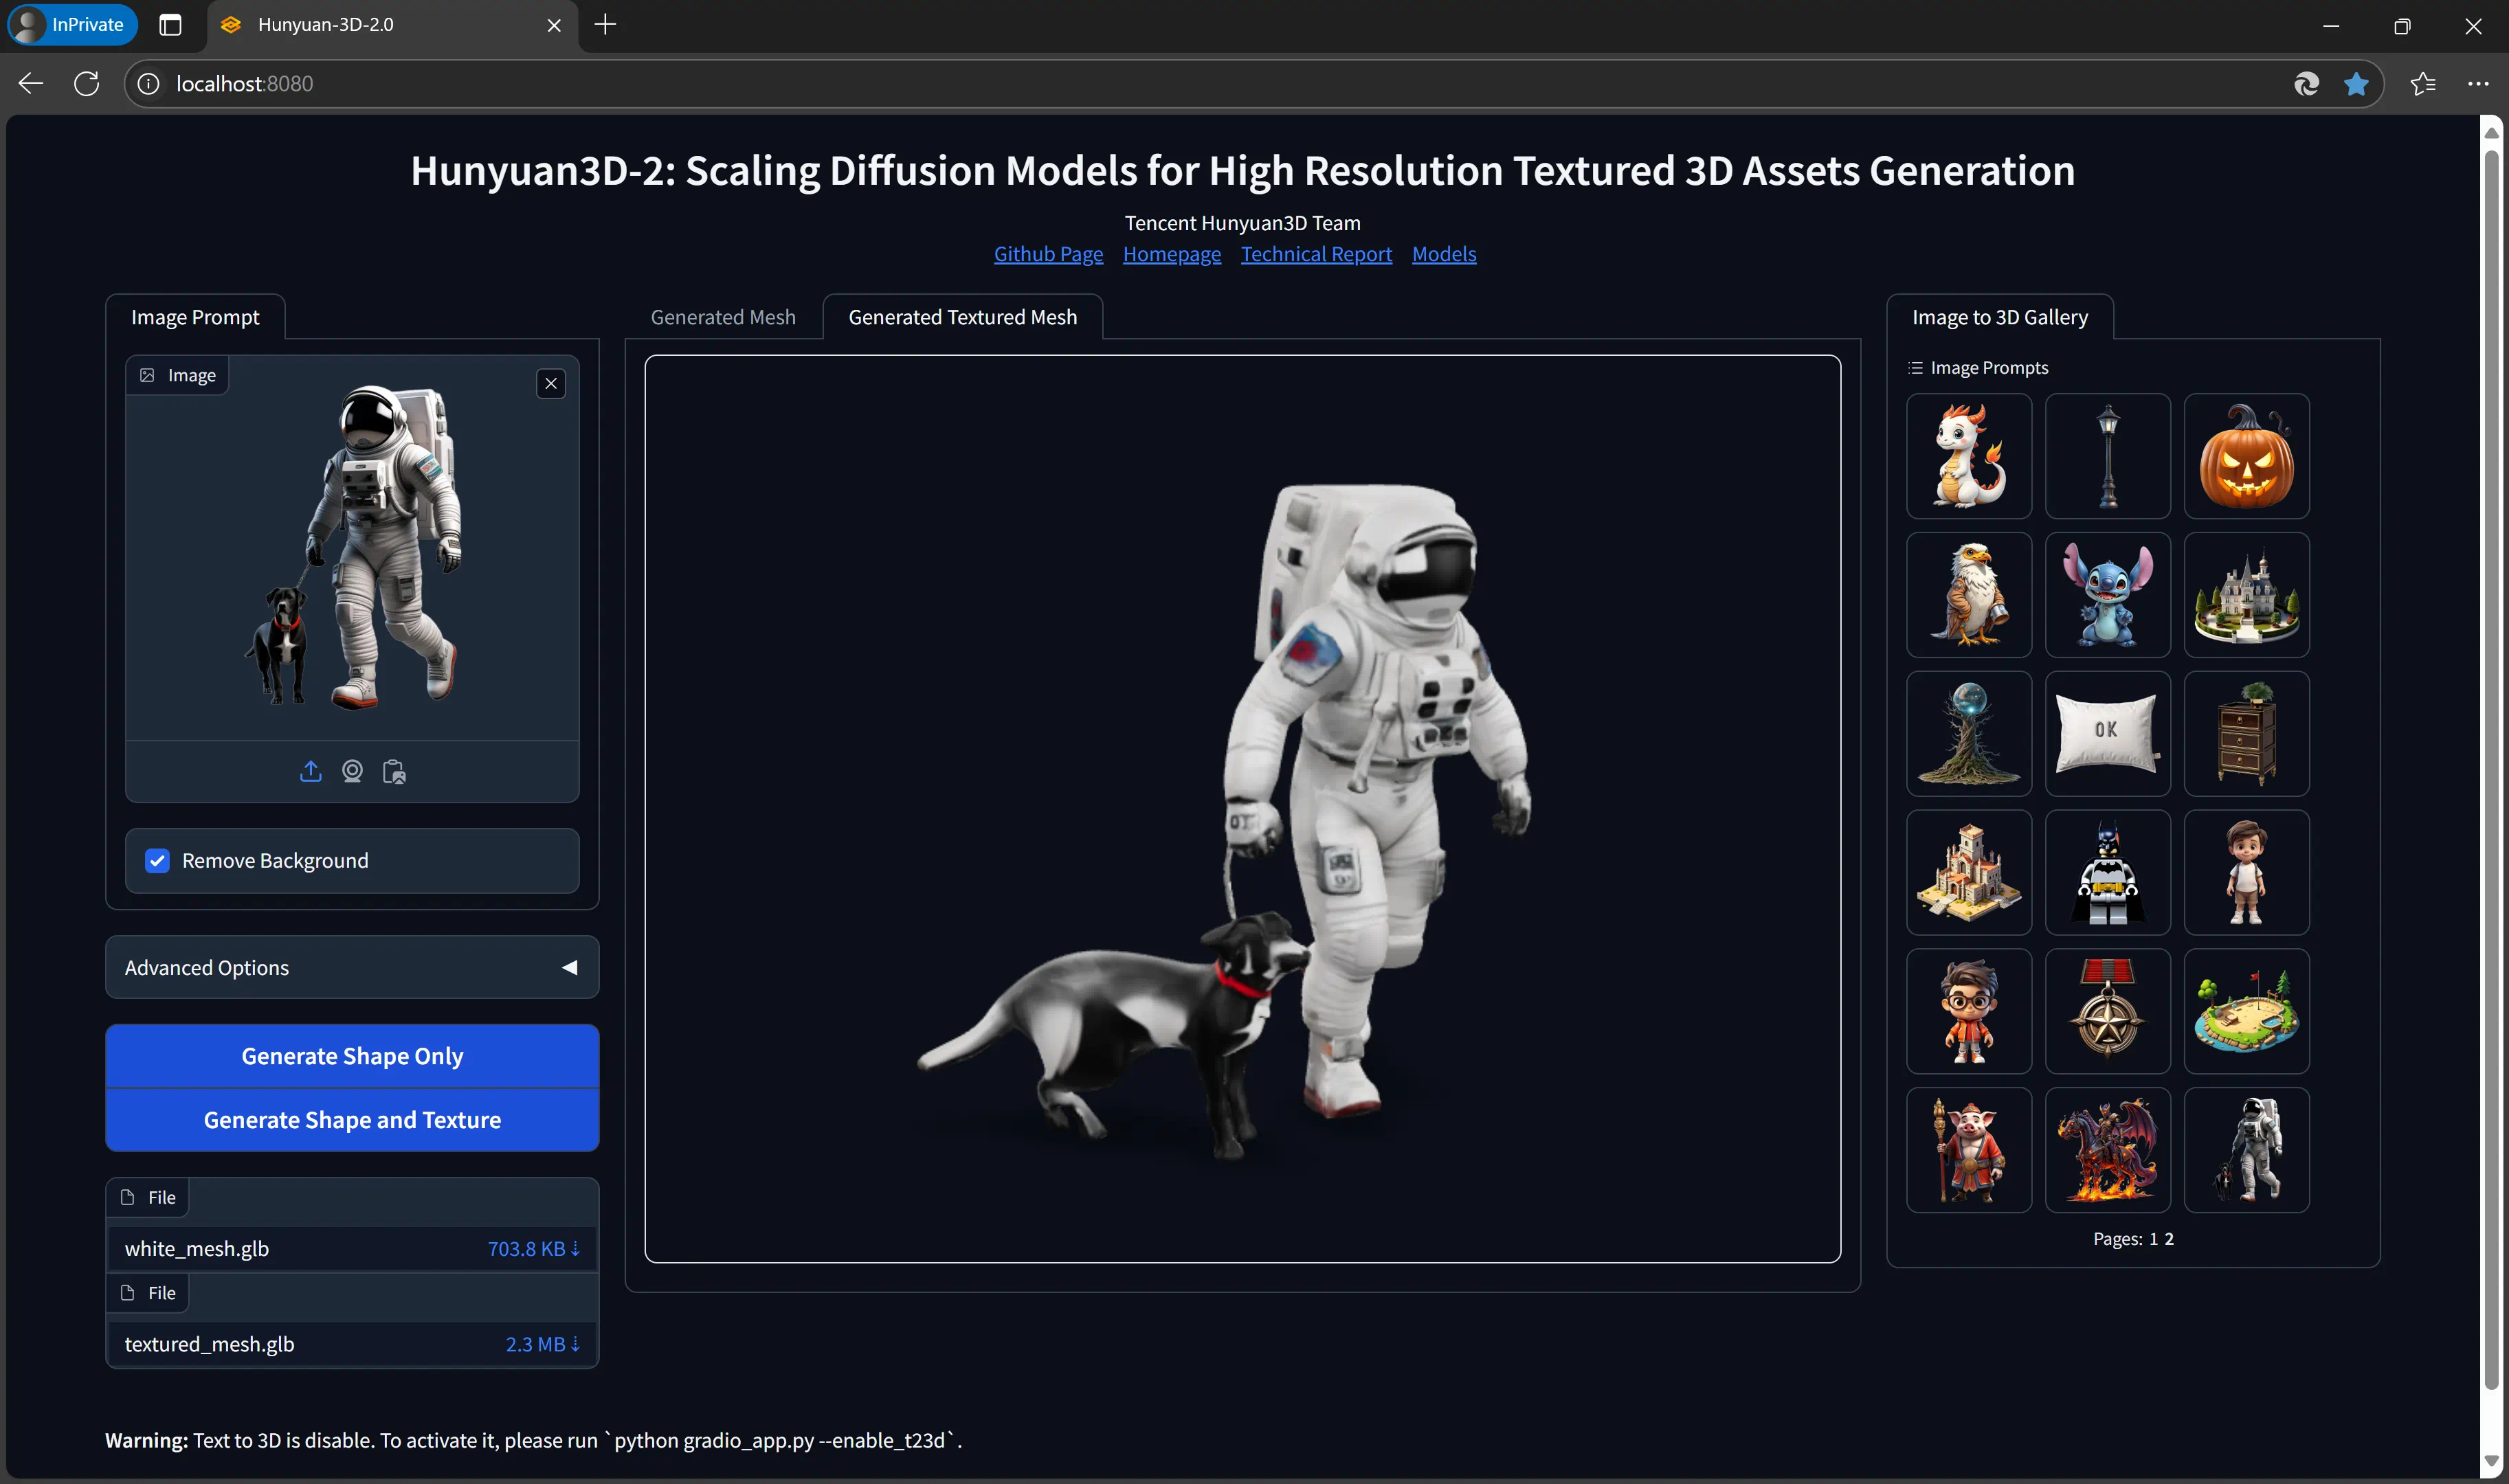 InPrivate
Hunyuan-3D-2.0
localhost:8080
Hunyuan3D-2: Scaling Diffusion Models for High Resolution Textured 3D Assets Generation
Tencent Hunyuan3D Team
Github Page Homepage Technical Report Models
Image Prompt
Image
Remove Background
Advanced Options
Generate Shape Only
Generate Shape and Texture
File
white_mesh.glb 703.8 KB ⇣
File
textured_mesh.glb 2.3 MB ⇣
Generated Mesh Generated Textured Mesh
Image to 3D Gallery
Image Prompts
OK
Pages: 1 2
Warning: Text to 3D is disable. To activate it, please run `python gradio_app.py --enable_t23d`.